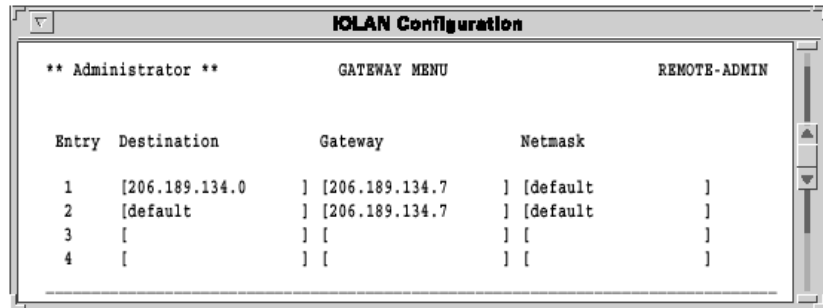 IOLAN Configuration
** Administrator ** GATEWAY MENU REMOTE-ADMIN
Entry Destination Gateway Netmask
1 [206.189.134.0 ] [206.189.134.7 ] [default ]
2 [default ] [206.189.134.7 ] [default ]
3 [ ] [ ] [ ]
4 [ ] [ ] [ ]